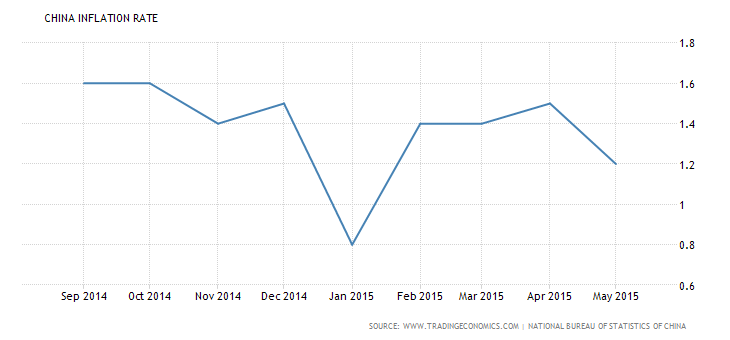 CHINA INFLATION RATE
1.8
1.6
1.4
1.2
1
0.8
0.6
Sep 2014 Oct 2014 Nov 2014 Dec 2014 Jan 2015 Feb 2015 Mar 2015 Apr 2015 May 2015
SOURCE: WWW.TRADINGECONOMICS.COM | NATIONAL BUREAU OF STATISTICS OF CHINA